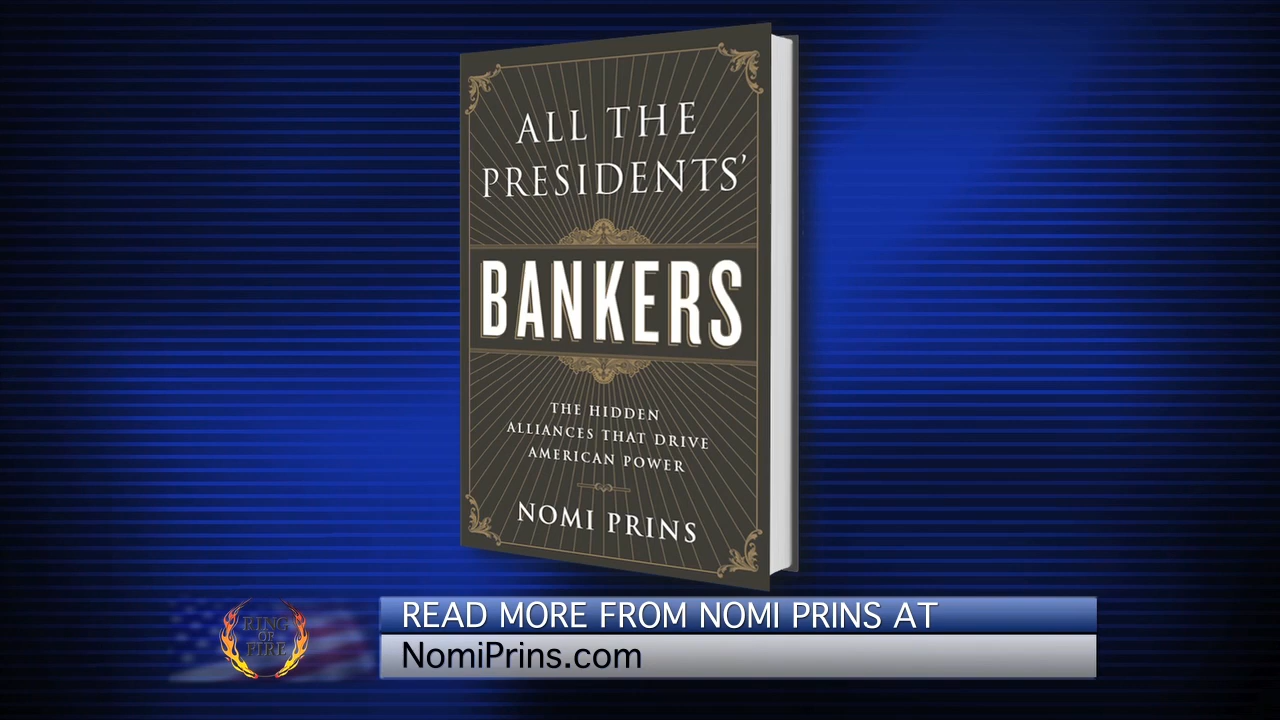 ALL THE
PRESIDENTS'
BANKERS
THE HIDDEN
ALLIANCES THAT DRIVE
AMERICAN POWER
NOMI PRINS
RING
OF
FIRE
READ MORE FROM NOMI PRINS AT
NomiPrins.com